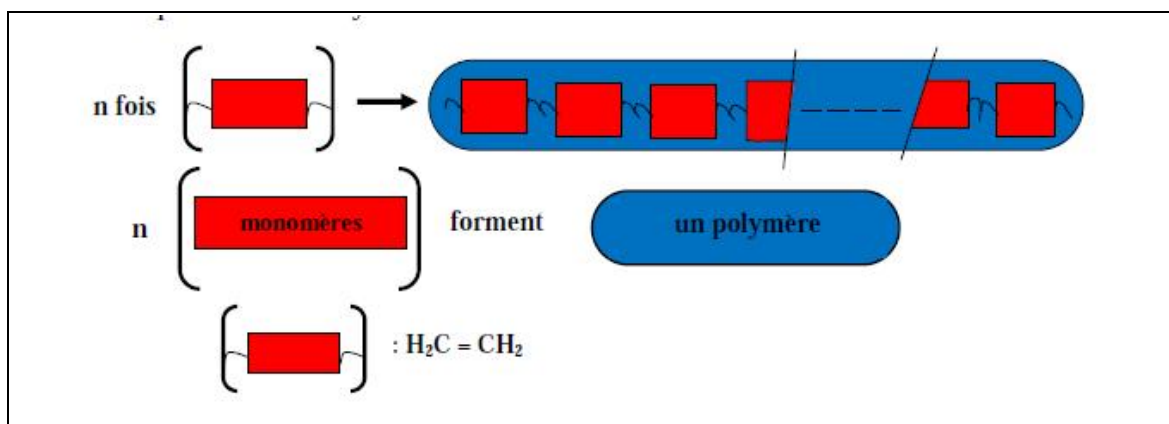 n fois
n
monomères
forment
un polymère
: H₂C = CH₂